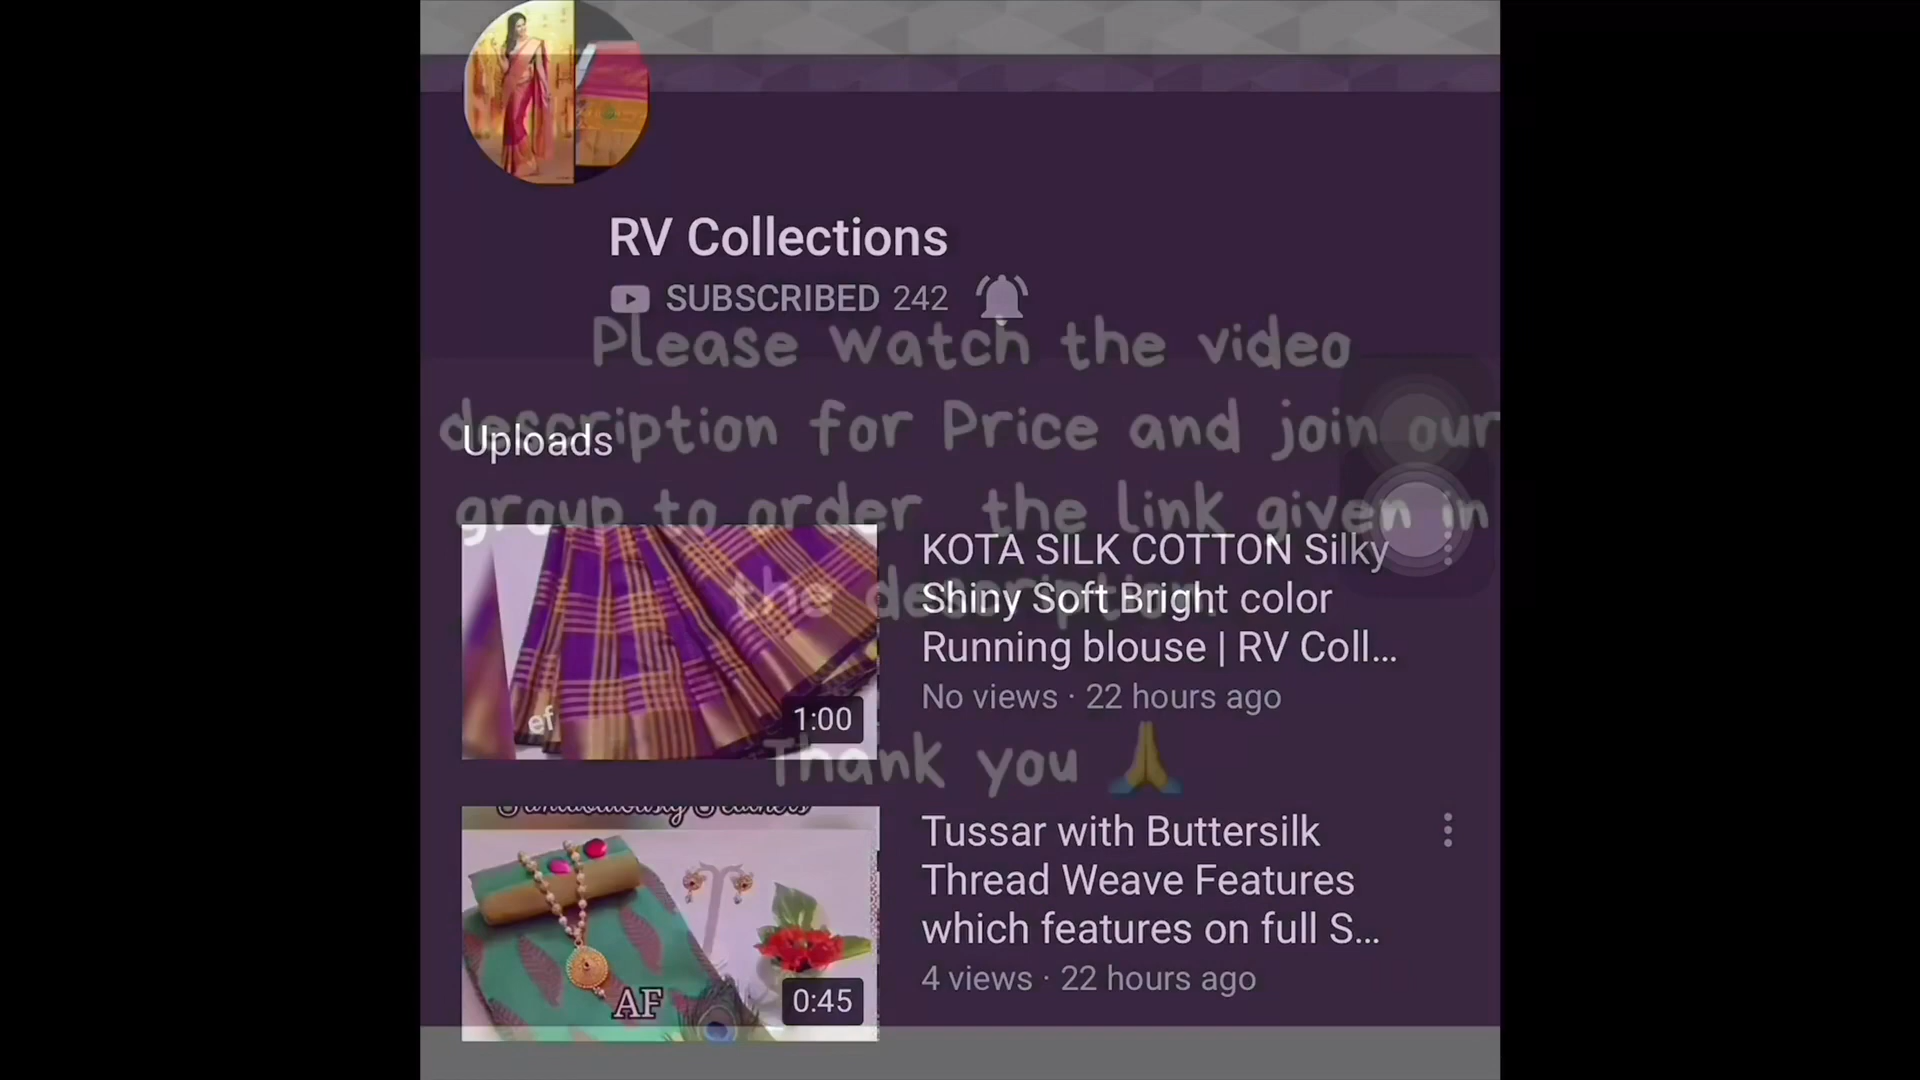 RV Collections
SUBSCRIBED 242
Please watch the video
description for Price and join our
Uploads
group to order the link given in
KOTA SILK COTTON Silky
the description.
Shiny Soft Bright color
Running blouse | RV Coll...
No views · 22 hours ago
ef
1:00
Thank you 🙏
Tussar with Buttersilk
Thread Weave Features
which features on full S...
4 views · 22 hours ago
AF
0:45